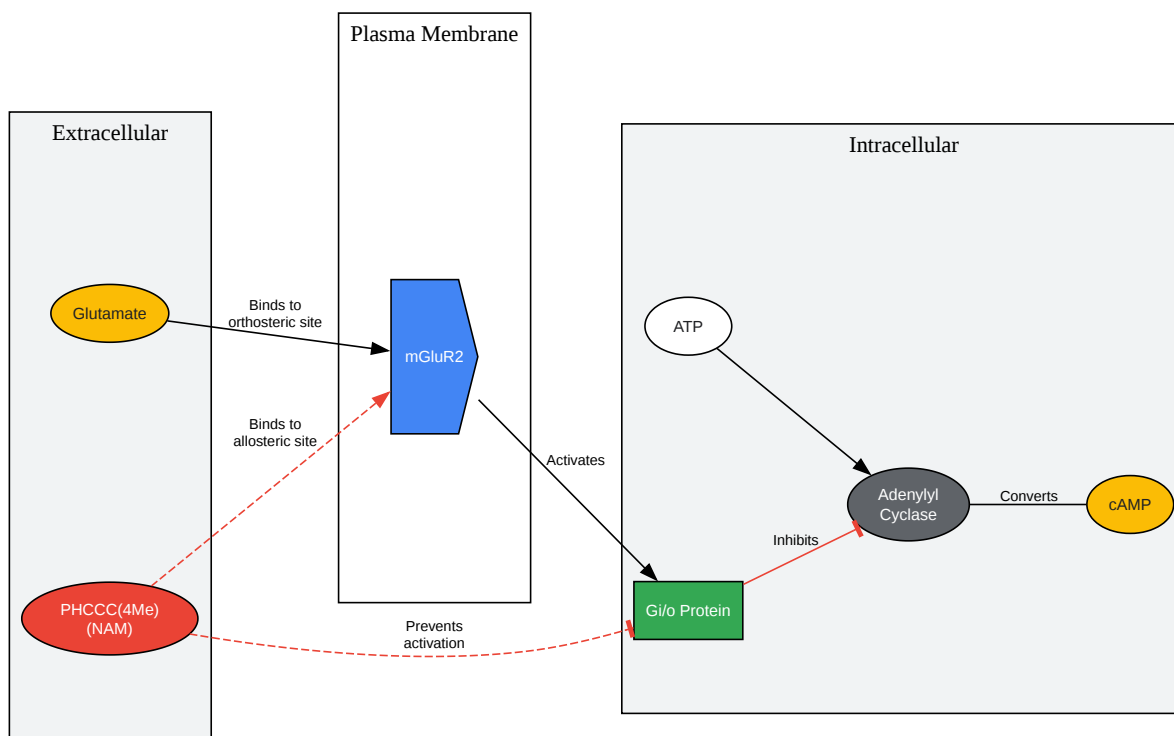 Plasma Membrane
Extracellular
Intracellular
Glutamate
Binds to
orthosteric site
mGluR2
ATP
Binds to
allosteric site
Activates
Adenylyl
Cyclase
Converts
cAMP
Inhibits
PHCCC(4Me)
(NAM)
Gi/o Protein
Prevents
activation